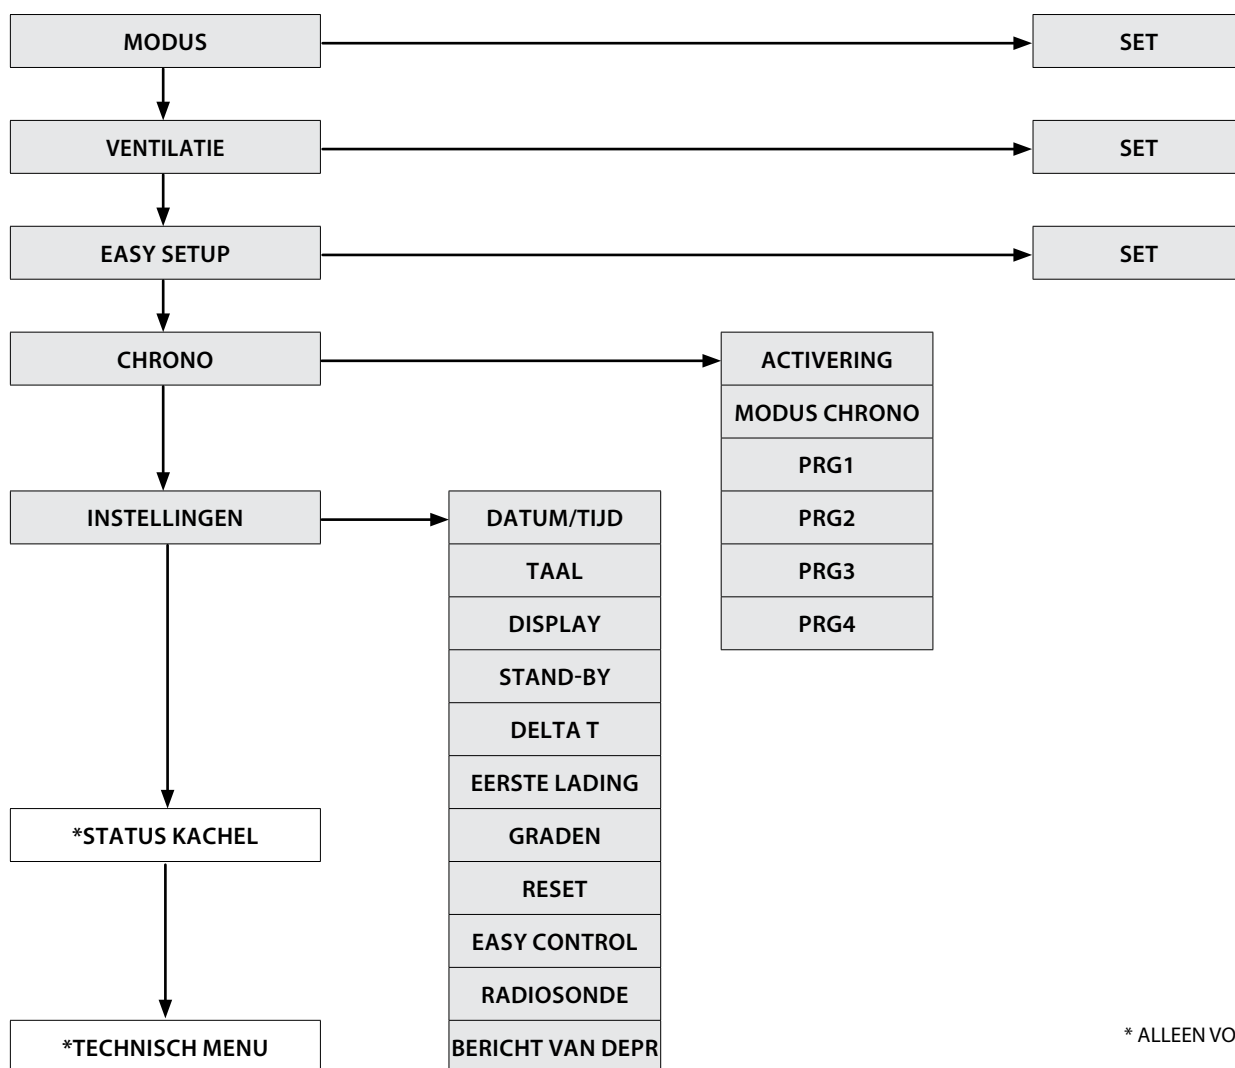 MODUS
SET
VENTILATIE
SET
EASY SETUP
SET
CHRONO
ACTIVERING
MODUS CHRONO
PRG1
PRG2
PRG3
PRG4
INSTELLINGEN
DATUM/TIJD
TAAL
DISPLAY
STAND-BY
DELTA T
EERSTE LADING
GRADEN
RESET
EASY CONTROL
RADIOSONDE
BERICHT VAN DEPR
*STATUS KACHEL
*TECHNISCH MENU
* ALLEEN VO